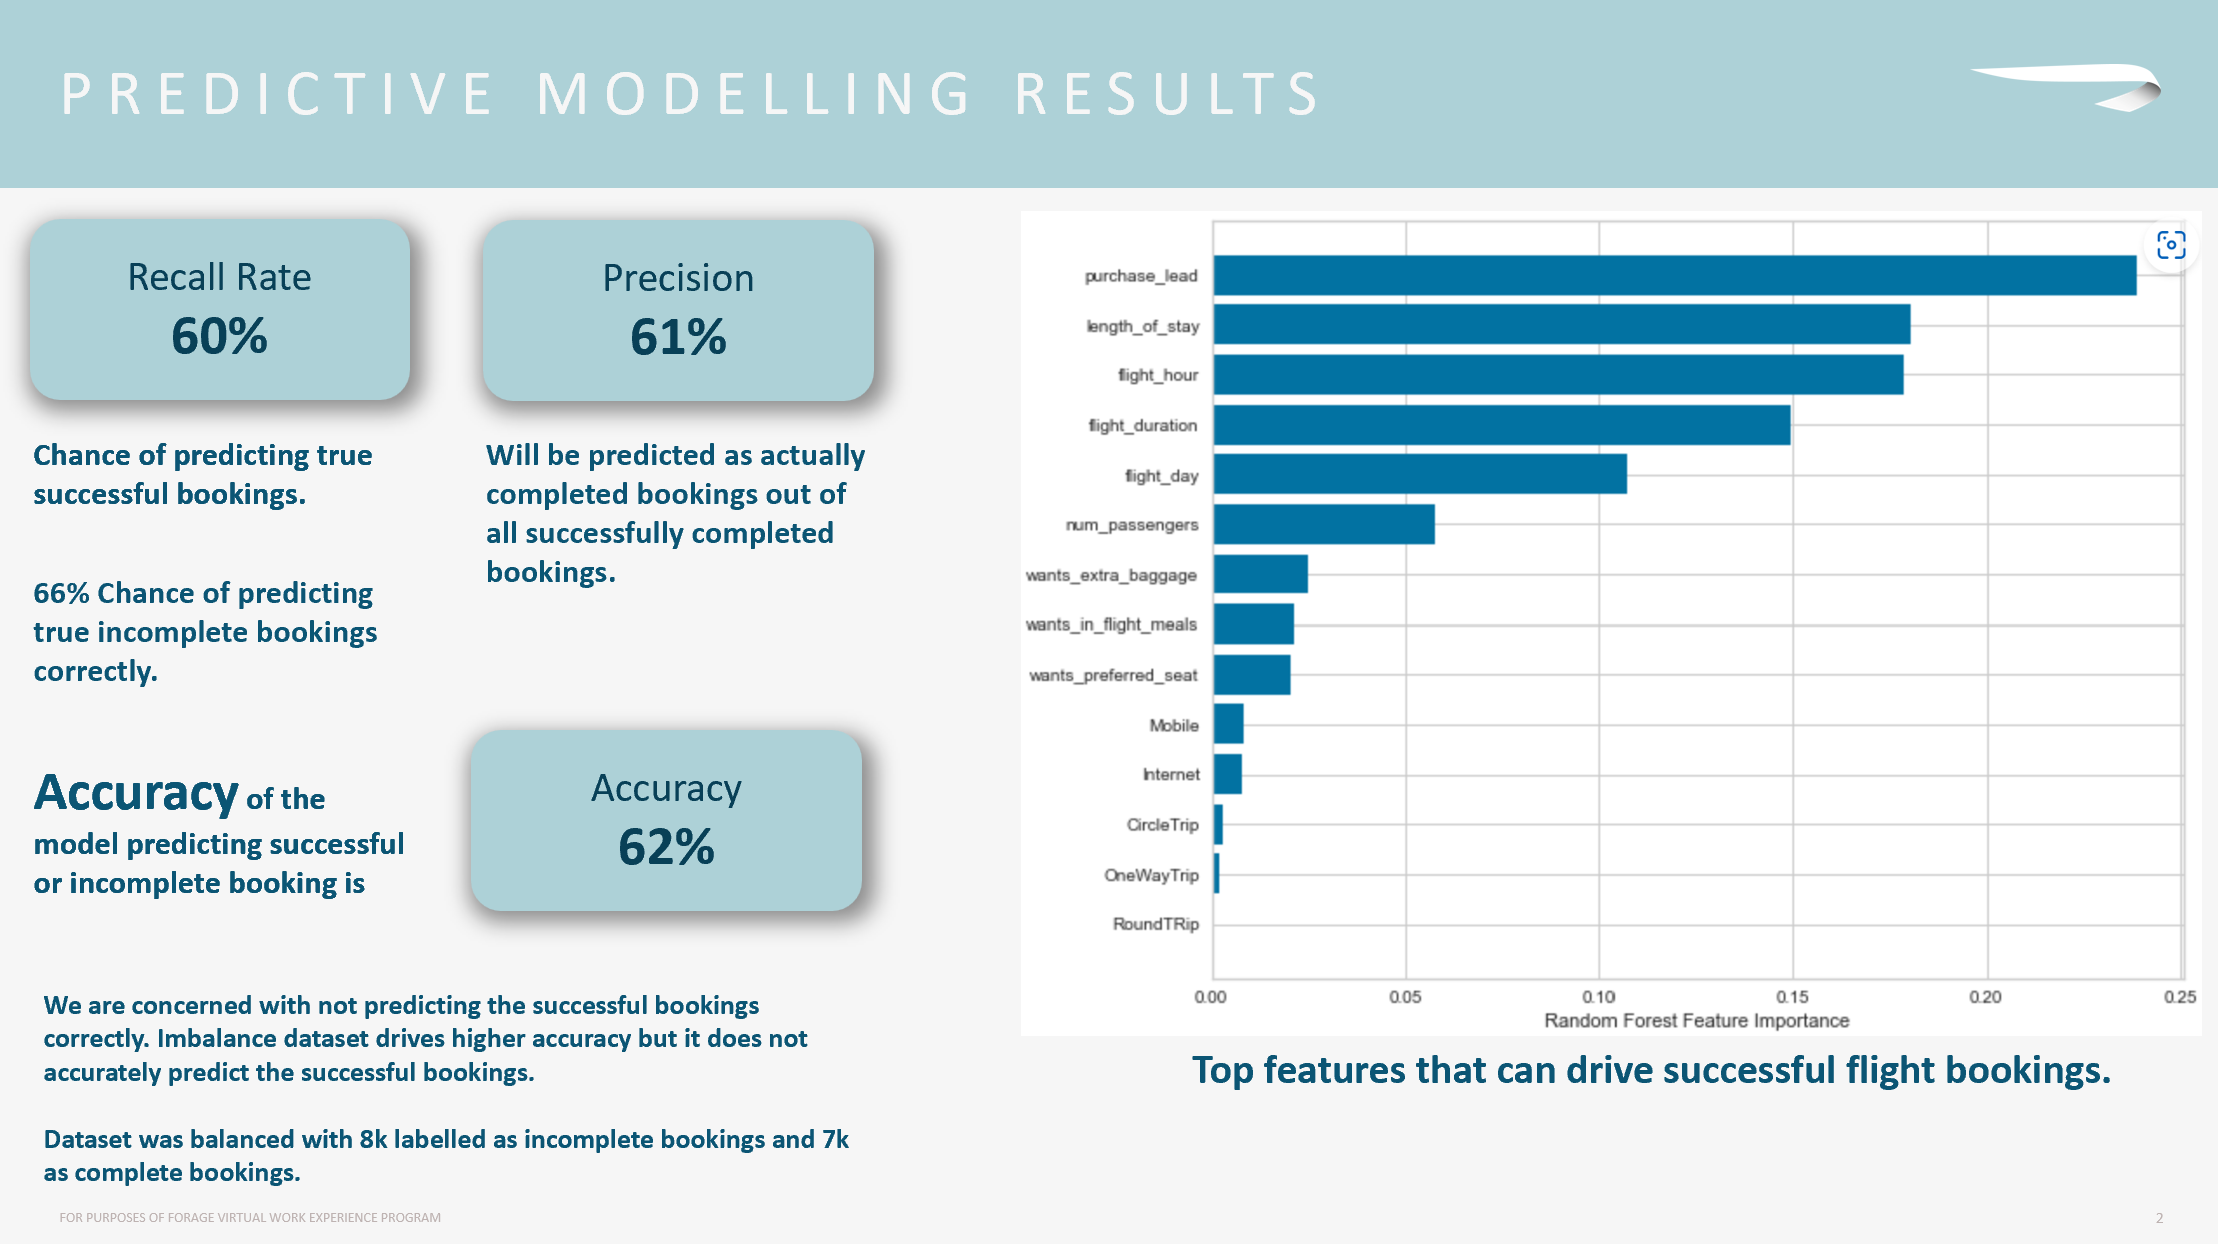 PREDICTIVE MODELLING RESULTS
Recall Rate
60%
Precision
61%
Chance of predicting true
successful bookings.
66% Chance of predicting
true incomplete bookings
correctly.
Will be predicted as actually
completed bookings out of
all successfully completed
bookings.
Accuracy of the
model predicting successful
or incomplete booking is
Accuracy
62%
We are concerned with not predicting the successful bookings
correctly. Imbalance dataset drives higher accuracy but it does not
accurately predict the successful bookings.
Dataset was balanced with 8k labelled as incomplete bookings and 7k
as complete bookings.
purchase_lead
length_of_stay
flight_hour
flight_duration
flight_day
num_passengers
wants_extra_baggage
wants_in_flight_meals
wants_preferred_seat
Mobile
Internet
CircleTrip
OneWayTrip
RoundTRip
0.00 0.05 0.10 0.15 0.20 0.25
Random Forest Feature Importance
Top features that can drive successful flight bookings.
FOR PURPOSES OF FORAGE VIRTUAL WORK EXPERIENCE PROGRAM
2